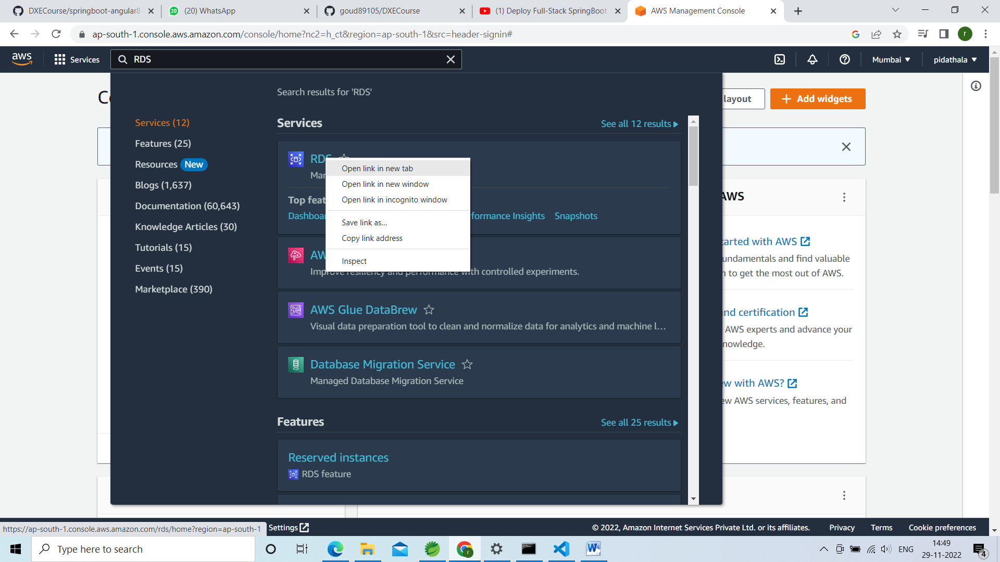 DXECourse/springboot-angular8-
(20) WhatsApp
goud89105/DXECourse
(1) Deploy Full-Stack SpringBoot
AWS Management Console
ap-south-1.console.aws.amazon.com/console/home?nc2=h_ct&region=ap-south-1&src=header-signin#
r
aws
Services
RDS
Mumbai
pidathala
Search results for 'RDS'
layout
Add widgets
Services (12)
Features (25)
Resources New
Blogs (1,637)
Documentation (60,643)
Knowledge Articles (30)
Tutorials (15)
Events (15)
Marketplace (390)
Services
See all 12 results
RDS
Open link in new tab
Open link in new window
Open link in incognito window
Save link as...
Copy link address
Inspect
Top feat
Dashboar
formance Insights
Snapshots
Improve resiliency and performance with controlled experiments.
AWS Glue DataBrew
Visual data preparation tool to clean and normalize data for analytics and machine l...
Database Migration Service
Managed Database Migration Service
Features
See all 25 results
Reserved instances
RDS feature
AWS
tarted with AWS
undamentals and find valuable
n to get the most out of AWS.
nd certification
AWS experts and advance your
nowledge.
ew with AWS?
ew AWS services, features, and
https://ap-south-1.console.aws.amazon.com/rds/home?region=ap-south-1
Settings
© 2022, Amazon Internet Services Private Ltd. or its affiliates.
Privacy
Terms
Cookie preferences
Type here to search
ENG
14:49
29-11-2022
4